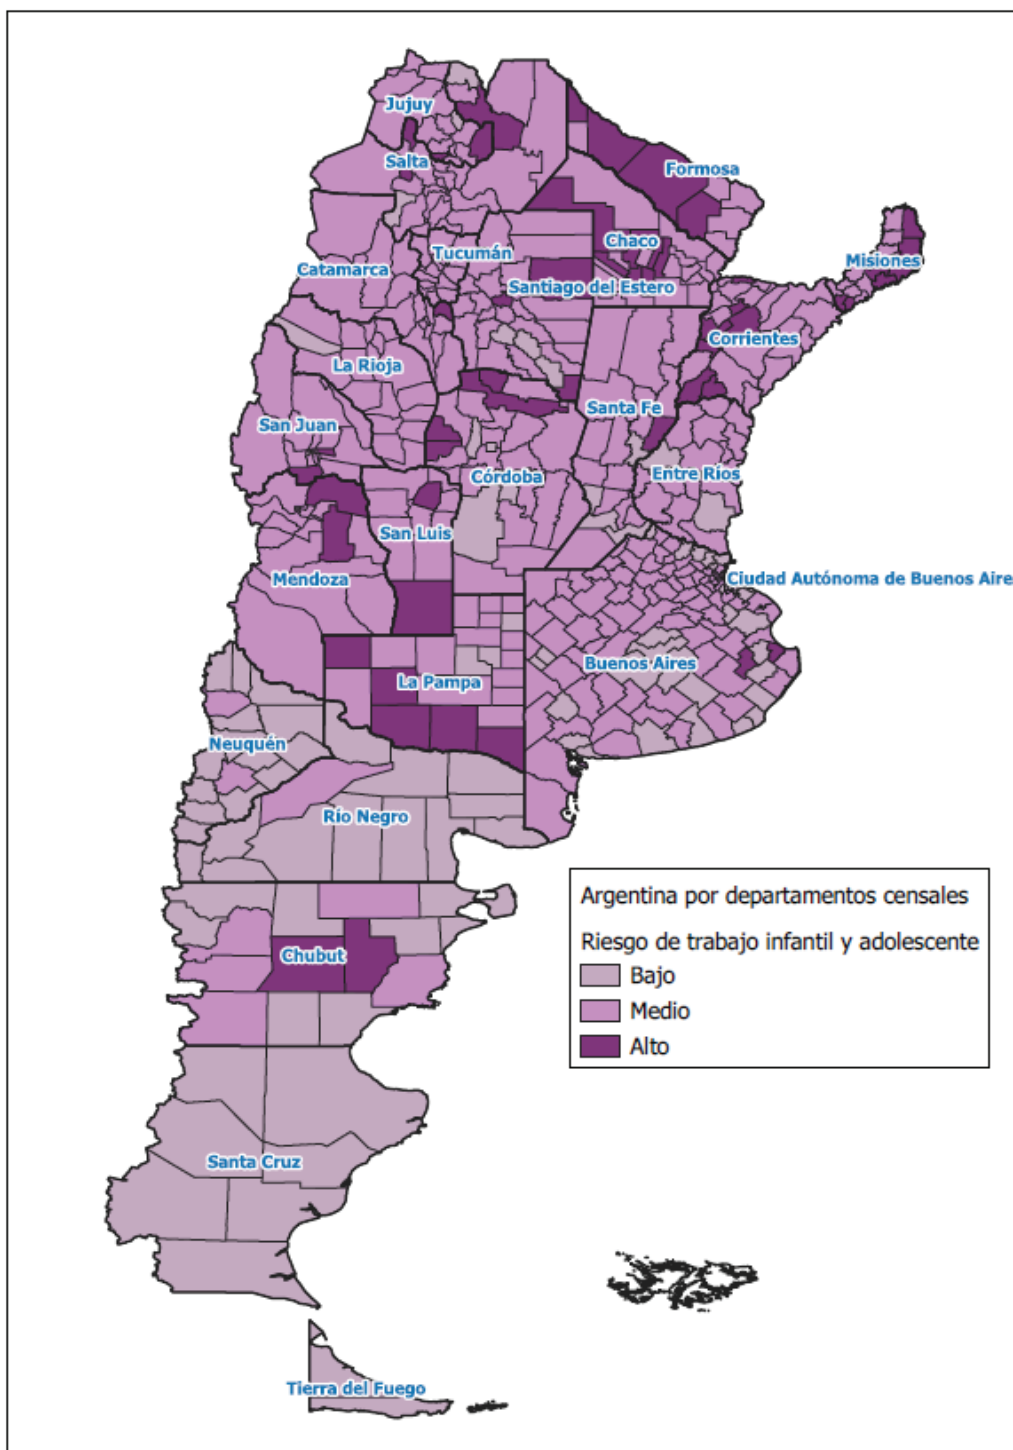 Jujuy
Salta
Formosa
Chaco
Tucumán
Misiones
Catamarca
Santiago del Estero
Corrientes
La Rioja
Santa Fe
San Juan
Entre Ríos
Córdoba
San Luis
Mendoza
Ciudad Autónoma de Buenos Aire
Buenos Aires
La Pampa
Neuquén
Río Negro
Chubut
Argentina por departamentos censales
Riesgo de trabajo infantil y adolescente
Bajo
Medio
Alto
Santa Cruz
Tierra del Fuego